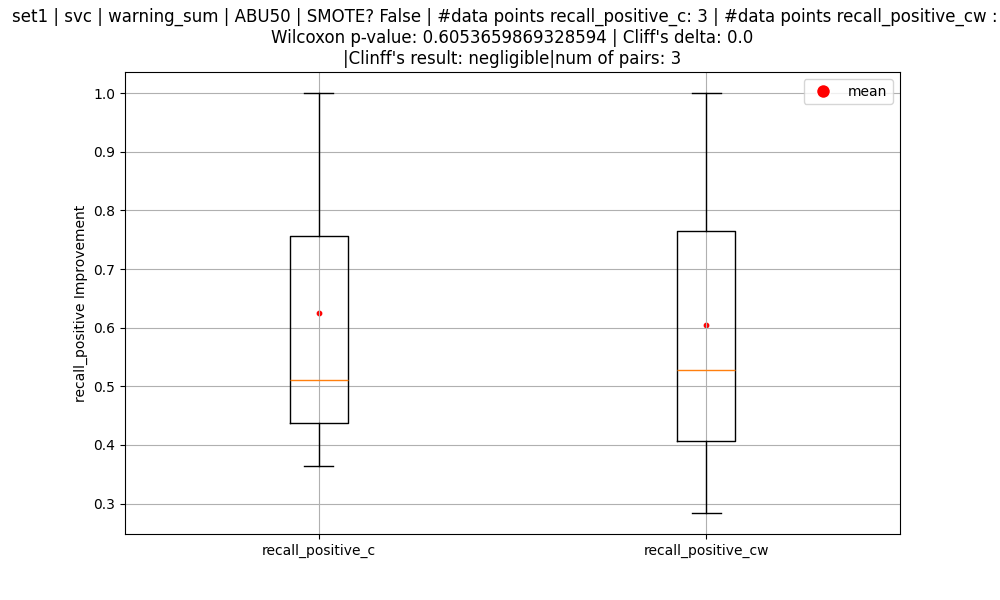 set1 | svc | warning_sum | ABU50 | SMOTE? False | #data points recall_positive_c: 3 | #data points recall_positive_cw :
Wilcoxon p-value: 0.6053659869328594 | Cliff's delta: 0.0
|Clinff's result: negligible|num of pairs: 3
mean
1.0
0.9
0.8
0.7
0.6
0.5
0.4
0.3
recall_positive Improvement
recall_positive_c
recall_positive_cw